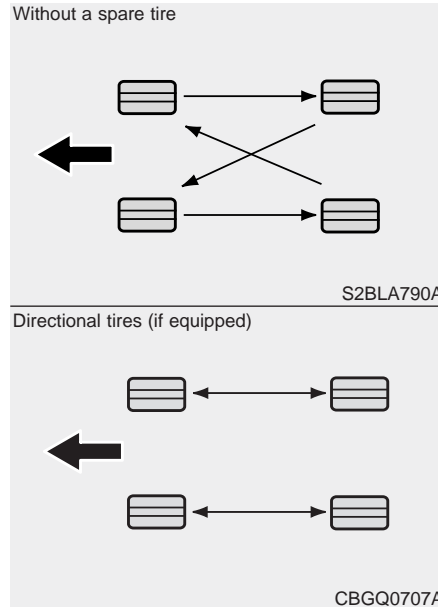 Without a spare tire
S2BLA790A
Directional tires (if equipped)
CBGQ0707A